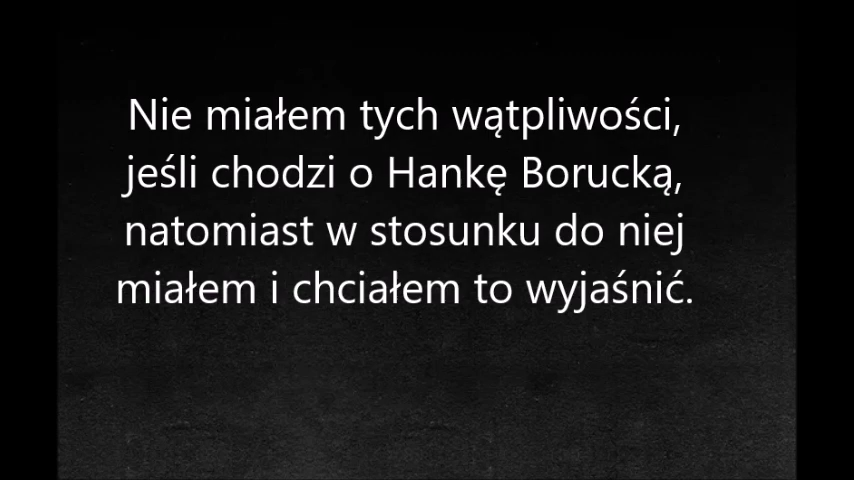 Nie miałem tych wątpliwości,
jeśli chodzi o Hankę Borucką,
natomiast w stosunku do niej
miałem i chciałem to wyjaśnić.